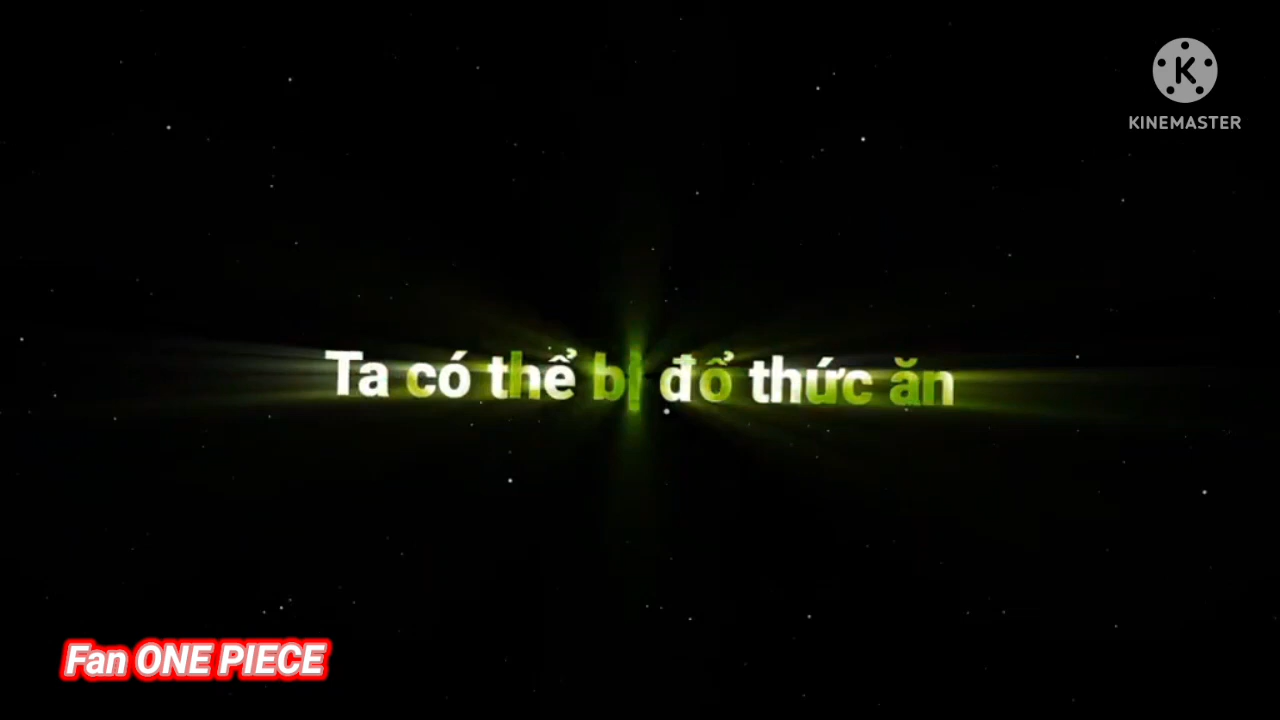 KINEMASTER
Ta có thể bị đổ thức ăn
Fan ONE PIECE